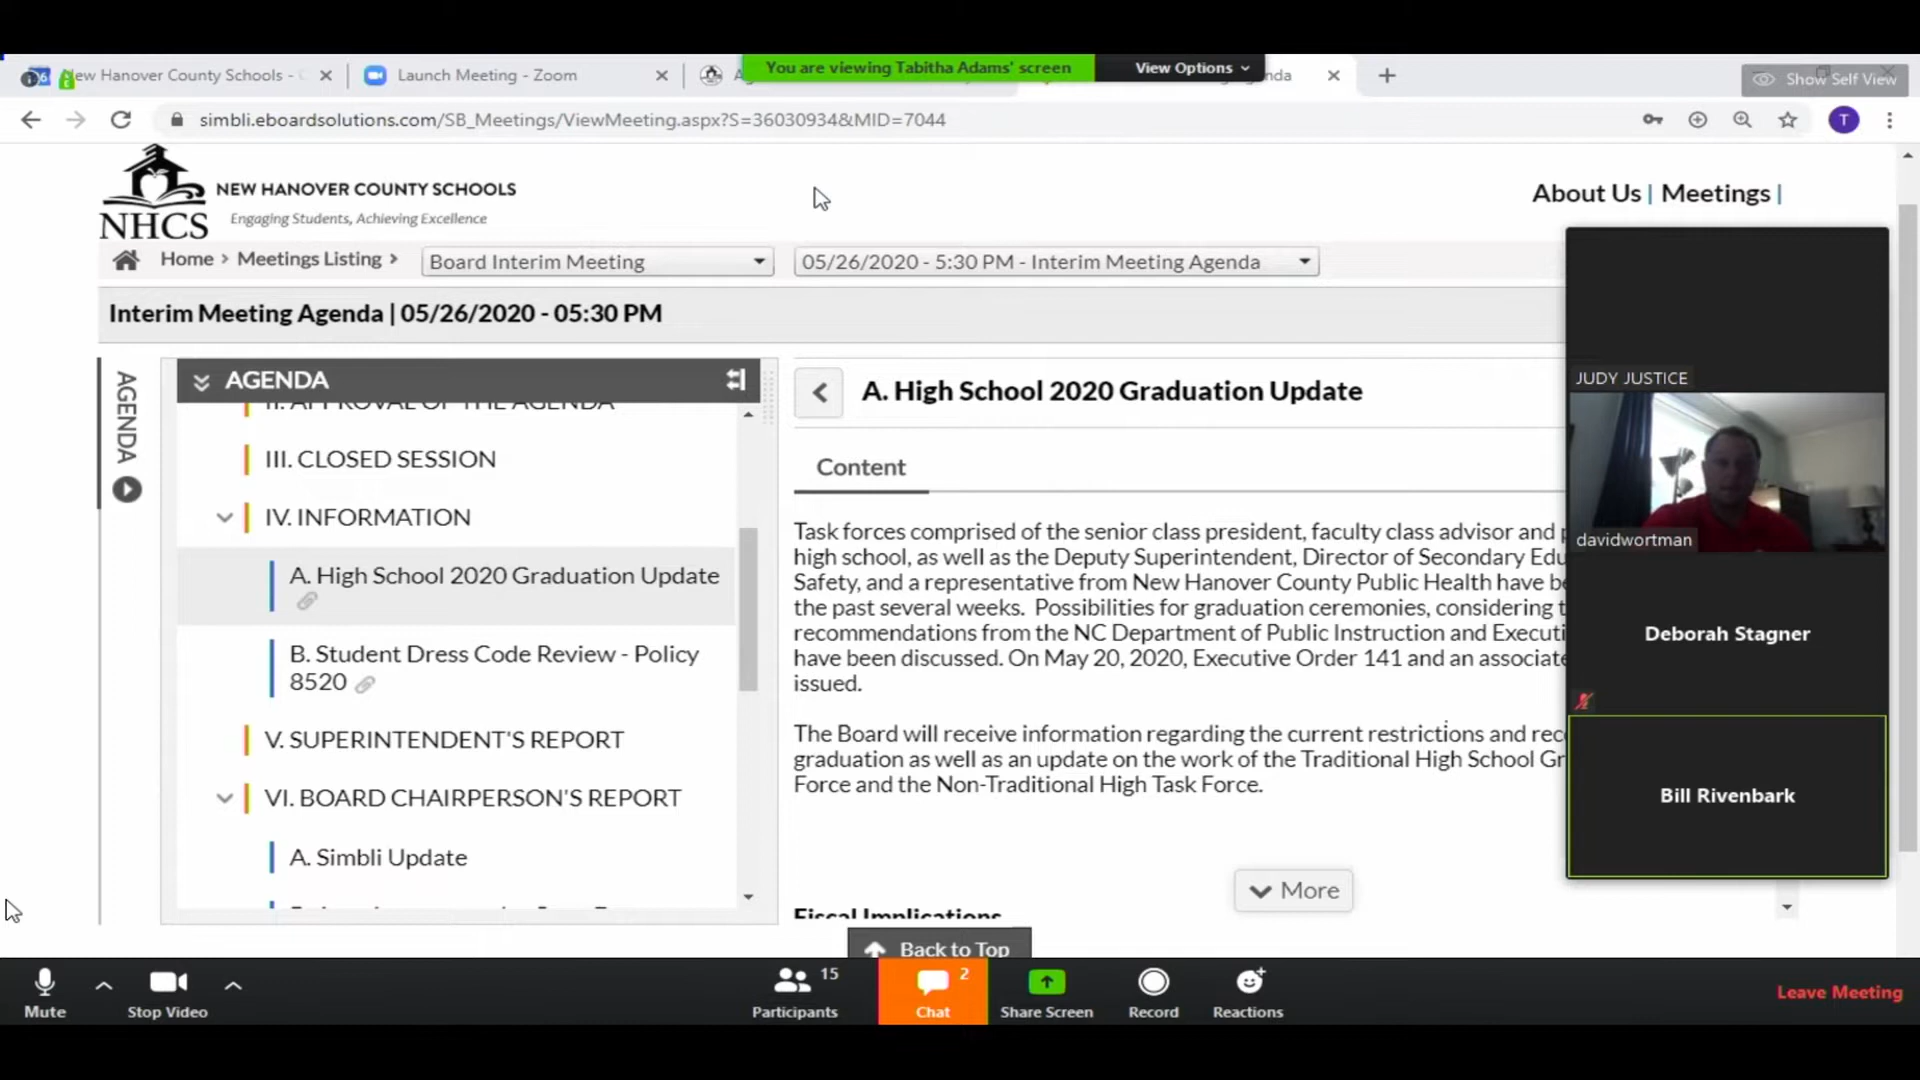 New Hanover County Schools -
Launch Meeting - Zoom
You are viewing Tabitha Adams' screen
View Options
Show Self View
simbli.eboardsolutions.com/SB_Meetings/ViewMeeting.aspx?S=36030934&MID=7044
T
NHCS
NEW HANOVER COUNTY SCHOOLS
Engaging Students, Achieving Excellence
About Us | Meetings |
Home > Meetings Listing >
Board Interim Meeting
05/26/2020 - 5:30 PM - Interim Meeting Agenda
Interim Meeting Agenda | 05/26/2020 - 05:30 PM
AGENDA
AGENDA
II. APPROVAL OF THE AGENDA
III. CLOSED SESSION
IV. INFORMATION
A. High School 2020 Graduation Update
B. Student Dress Code Review - Policy
8520
V. SUPERINTENDENT'S REPORT
VI. BOARD CHAIRPERSON'S REPORT
A. Simbli Update
A. High School 2020 Graduation Update
Content
Task forces comprised of the senior class president, faculty class advisor and
high school, as well as the Deputy Superintendent, Director of Secondary Edu
Safety, and a representative from New Hanover County Public Health have be
the past several weeks. Possibilities for graduation ceremonies, considering t
recommendations from the NC Department of Public Instruction and Executi
have been discussed. On May 20, 2020, Executive Order 141 and an associate
issued.
The Board will receive information regarding the current restrictions and rec
graduation as well as an update on the work of the Traditional High School Gr
Force and the Non-Traditional High Task Force.
More
Fiscal Implications
Back to Top
JUDY JUSTICE
davidwortman
Deborah Stagner
Bill Rivenbark
Mute
Stop Video
Participants
15
Chat
2
Share Screen
Record
Reactions
Leave Meeting